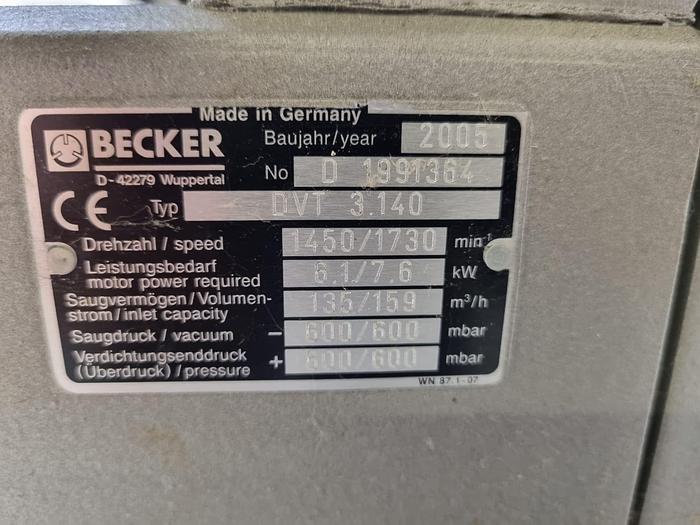 Made in Germany
BECKER
Baujahr/year 2005
D-42279 Wuppertal
No D 1991364
CE Typ DVT 3.140
Drehzahl / speed 1450/1730 min⁻¹
Leistungsbedarf
motor power required 6.1/7.6 kW
Saugvermögen/Volumen-
strom/inlet capacity 135/159 m³/h
Saugdruck / vacuum − 600/600 mbar
Verdichtungsenddruck
(Überdruck) /pressure + 600/600 mbar
WN 87.1-07